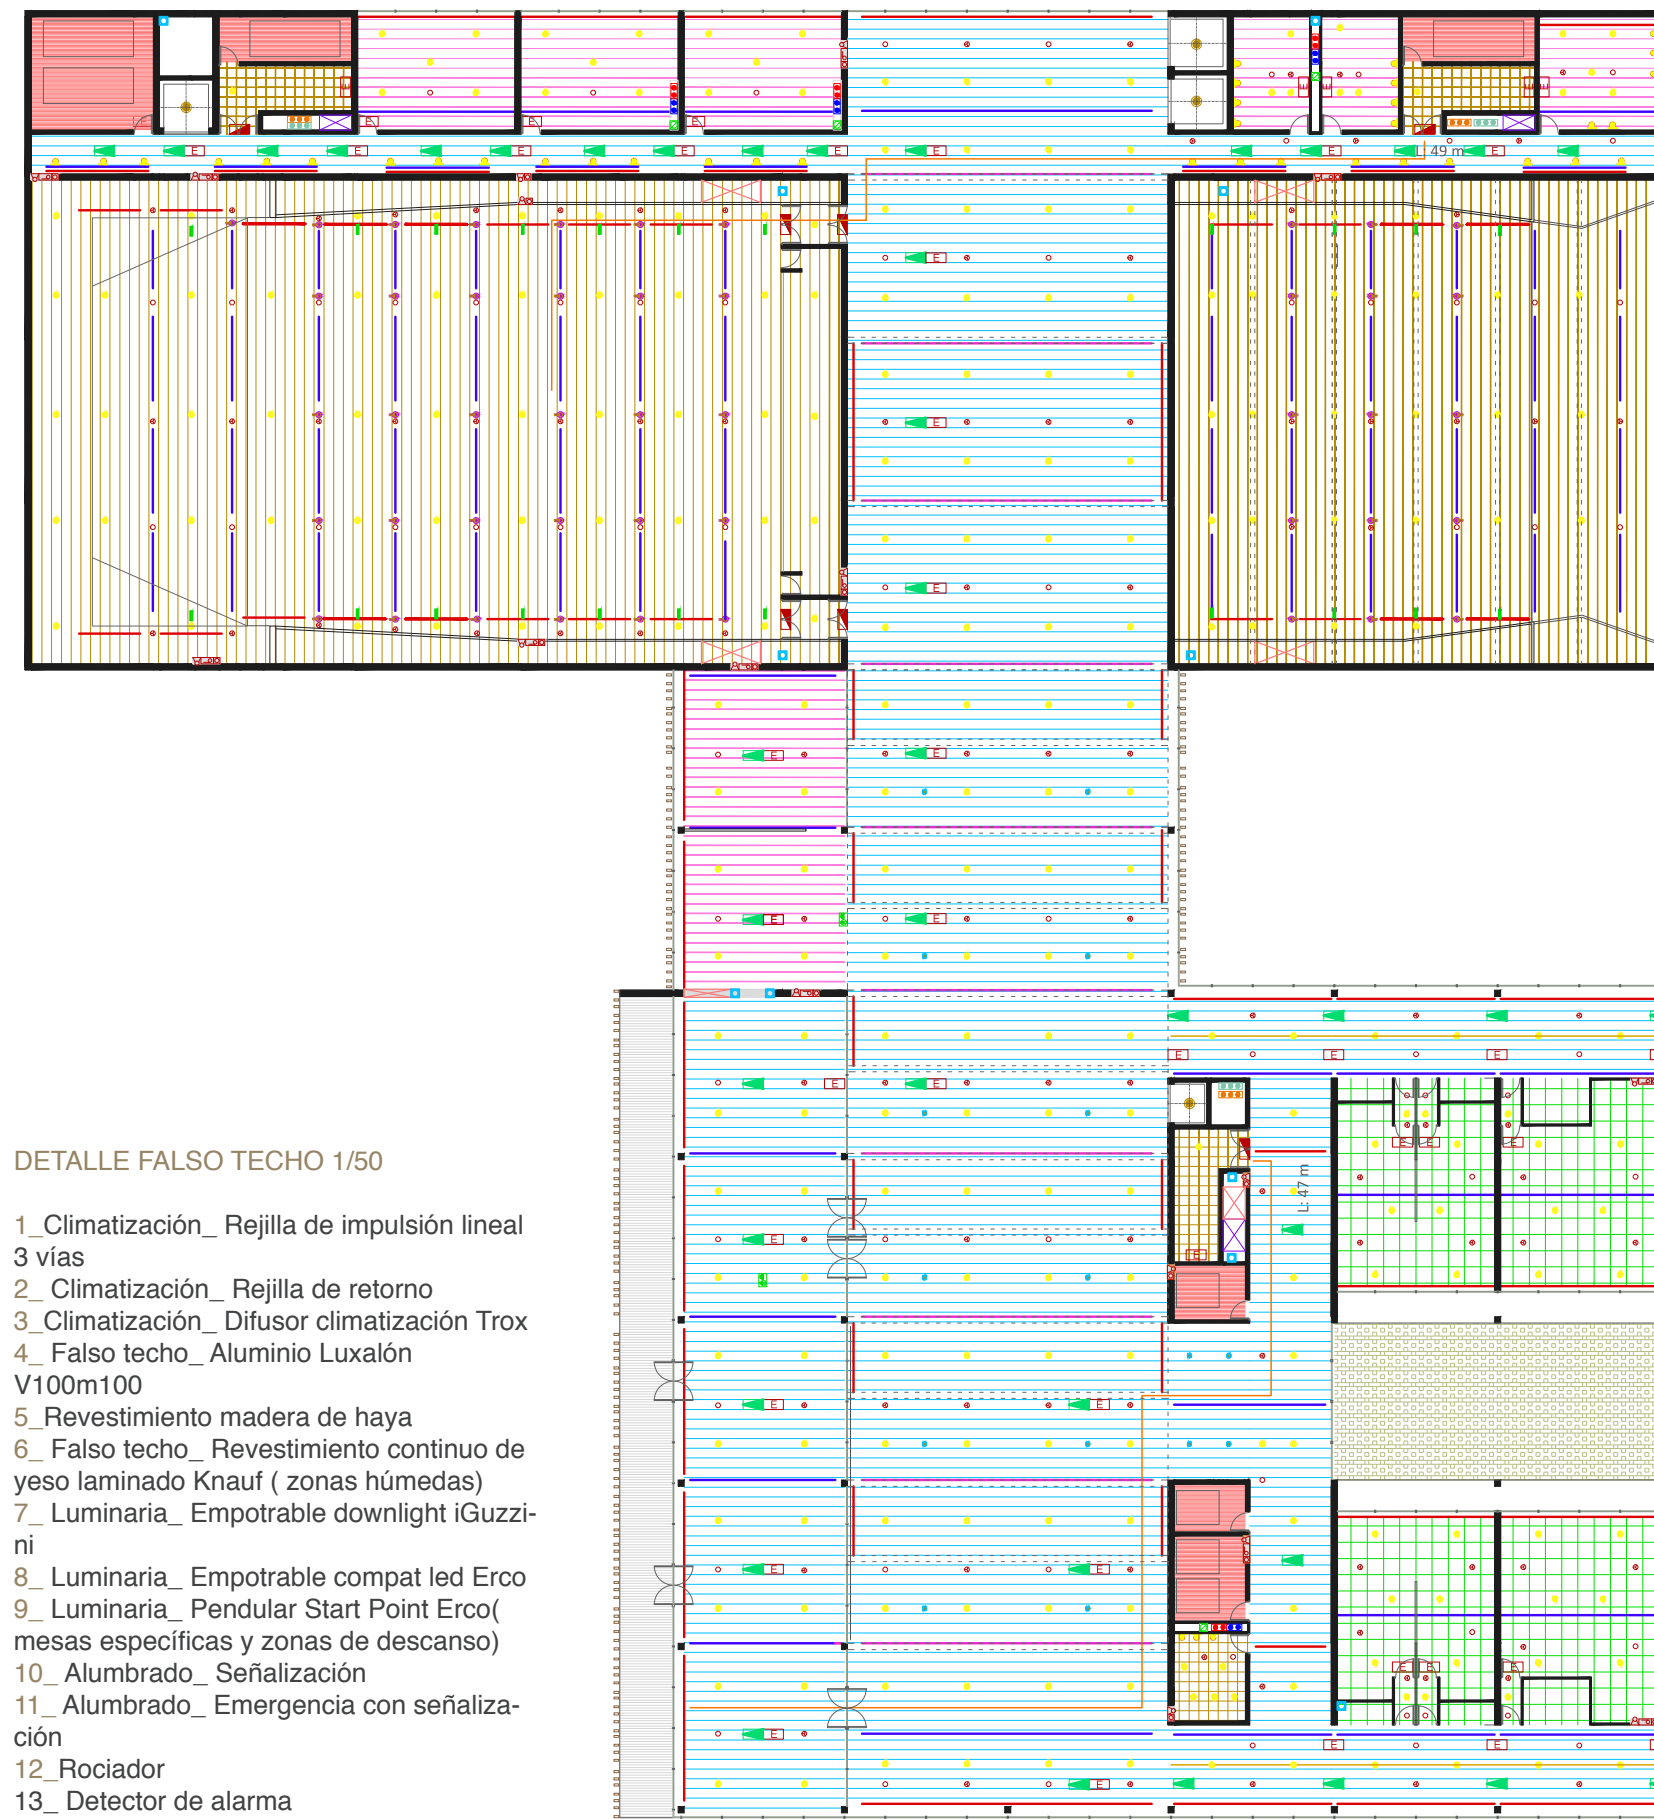 49 m
L: 47 m
DETALLE FALSO TECHO 1/50
1_Climatización_ Rejilla de impulsión lineal
3 vías
2_ Climatización_ Rejilla de retorno
3_Climatización_ Difusor climatización Trox
4_ Falso techo_ Aluminio Luxalón
V100m100
5_Revestimiento madera de haya
6_ Falso techo_ Revestimiento continuo de
yeso laminado Knauf ( zonas húmedas)
7_ Luminaria_ Empotrable downlight iGuzzi-
ni
8_ Luminaria_ Empotrable compat led Erco
9_ Luminaria_ Pendular Start Point Erco(
mesas específicas y zonas de descanso)
10_ Alumbrado_ Señalización
11_ Alumbrado_ Emergencia con señaliza-
ción
12_Rociador
13_ Detector de alarma